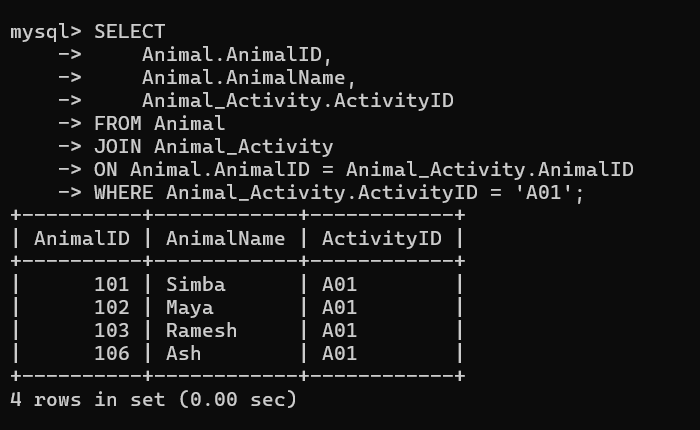 mysql> SELECT
    ->     Animal.AnimalID,
    ->     Animal.AnimalName,
    ->     Animal_Activity.ActivityID
    -> FROM Animal
    -> JOIN Animal_Activity
    -> ON Animal.AnimalID = Animal_Activity.AnimalID
    -> WHERE Animal_Activity.ActivityID = 'A01';
+----------+------------+------------+
| AnimalID | AnimalName | ActivityID |
+----------+------------+------------+
|      101 | Simba      | A01        |
|      102 | Maya       | A01        |
|      103 | Ramesh     | A01        |
|      106 | Ash        | A01        |
+----------+------------+------------+
4 rows in set (0.00 sec)